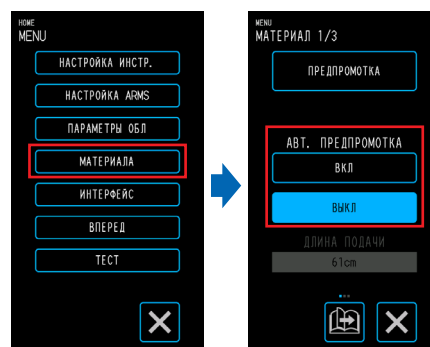 HOME
MENU
НАСТРОЙКА ИНСТР.
НАСТРОЙКА ARMS
ПАРАМЕТРЫ ОБЛ
МАТЕРИАЛА
ИНТЕРФЕЙС
ВПЕРЕД
ТЕСТ
MENU
МАТЕРИАЛ 1/3
ПРЕДПРОМОТКА
АВТ. ПРЕДПРОМОТКА
ВКЛ
ВЫКЛ
ДЛИНА ПОДАЧИ
61cm